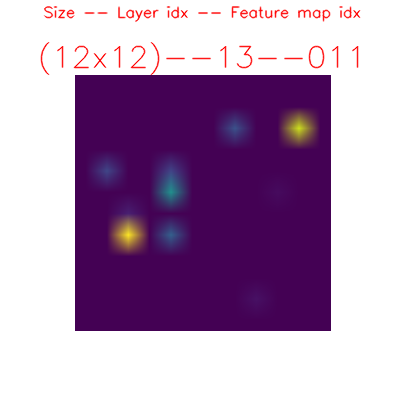 Size -- Layer idx -- Feature map idx
(12x12)--13--011